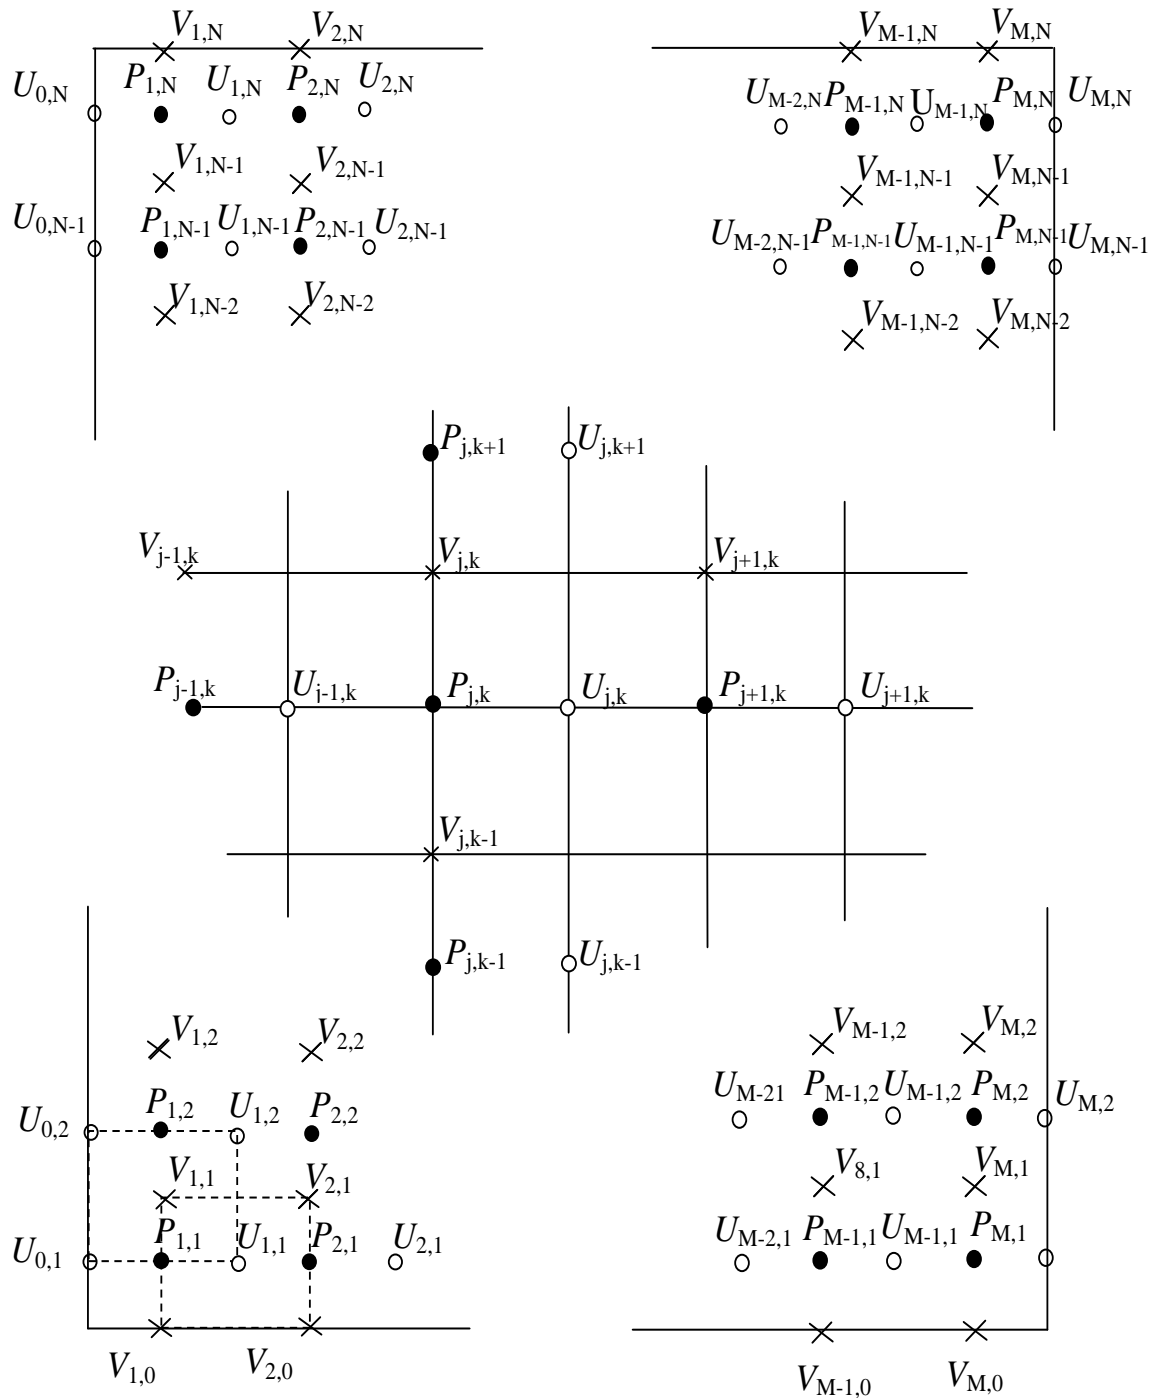 V1,N V2,N VM-1,N VM,N
U0,N P1,N U1,N P2,N U2,N UM-2,N PM-1,N UM-1,N PM,N UM,N
V1,N-1 V2,N-1 VM-1,N-1 VM,N-1
U0,N-1 P1,N-1 U1,N-1 P2,N-1 U2,N-1 UM-2,N-1 PM-1,N-1 UM-1,N-1 PM,N-1 UM,N-1
V1,N-2 V2,N-2 VM-1,N-2 VM,N-2
Pj,k+1 Uj,k+1
Vj-1,k Vj,k Vj+1,k
Pj-1,k Uj-1,k Pj,k Uj,k Pj+1,k Uj+1,k
Vj,k-1
Pj,k-1 Uj,k-1
V1,2 V2,2 VM-1,2 VM,2
U0,2 P1,2 U1,2 P2,2 UM-21 PM-1,2 UM-1,2 PM,2 UM,2
V1,1 V2,1 V8,1 VM,1
U0,1 P1,1 U1,1 P2,1 U2,1 UM-2,1 PM-1,1 UM-1,1 PM,1
V1,0 V2,0 VM-1,0 VM,0